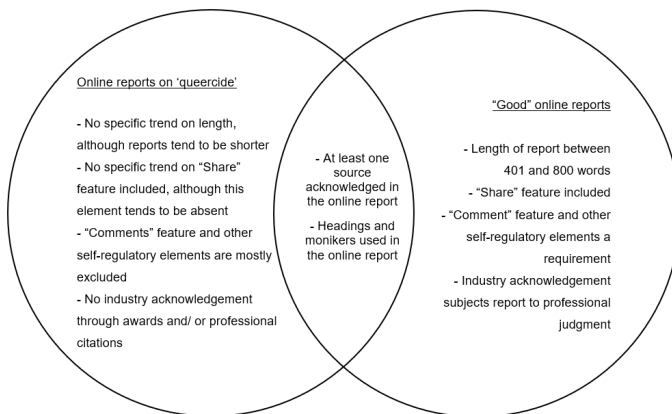 Online reports on ‘queercide’
- No specific trend on length,
although reports tend to be shorter
- No specific trend on “Share”
feature included, although this
element tends to be absent
- “Comments” feature and other
self-regulatory elements are mostly
excluded
- No industry acknowledgement
through awards and/ or professional
citations
- At least one
source
acknowledged in
the online report
- Headings and
monikers used in
the online report
“Good” online reports
- Length of report between
401 and 800 words
- “Share” feature included
- “Comment” feature and other
self-regulatory elements a
requirement
- Industry acknowledgement
subjects report to professional
judgment